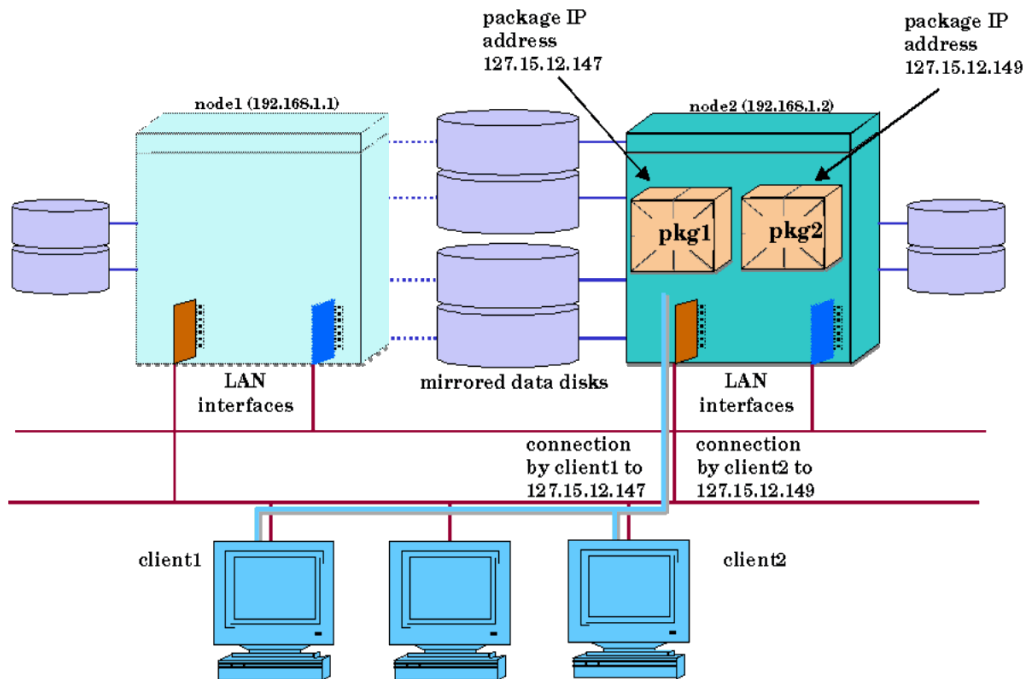 package IP
address
127.15.12.147
package IP
address
127.15.12.149
node1 (192.168.1.1)
node2 (192.168.1.2)
pkg1
pkg2
LAN
interfaces
mirrored data disks
LAN
interfaces
connection
by client1 to
127.15.12.147
connection
by client2 to
127.15.12.149
client1
client2